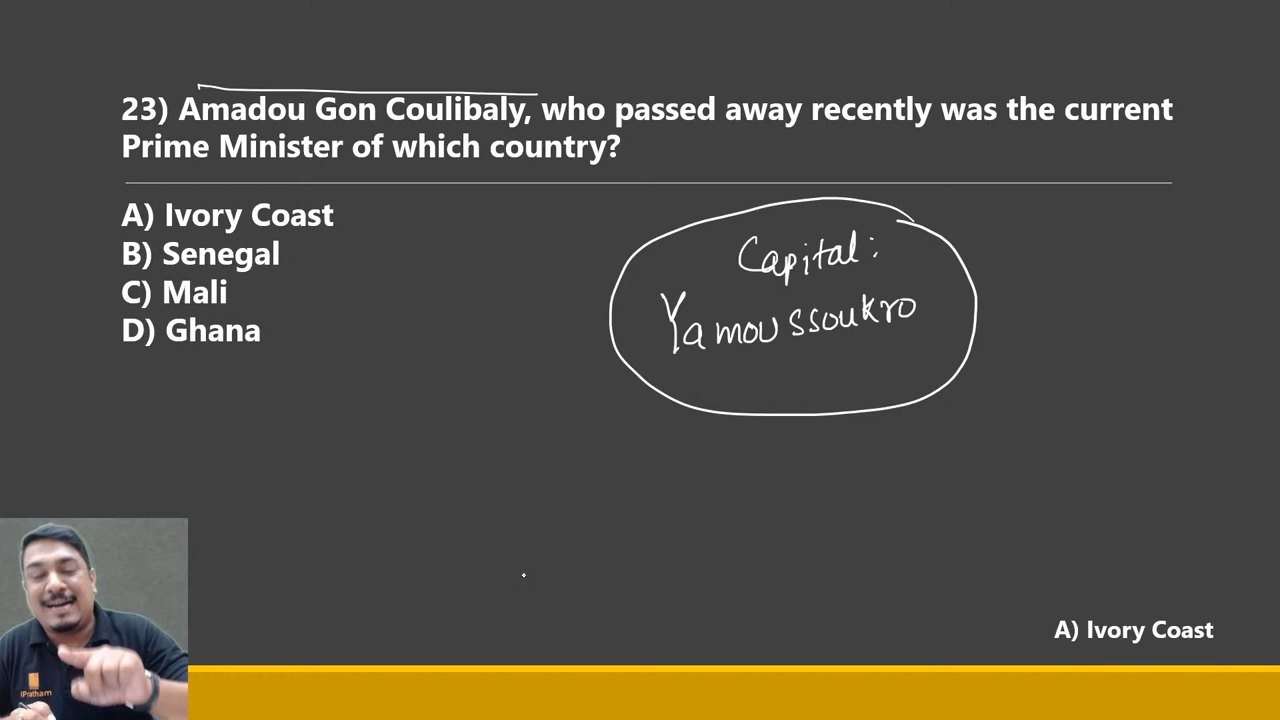 23) Amadou Gon Coulibaly, who passed away recently was the current
Prime Minister of which country?
A) Ivory Coast
B) Senegal
C) Mali
D) Ghana
Capital:
Yamoussoukro
iPratham
A) Ivory Coast